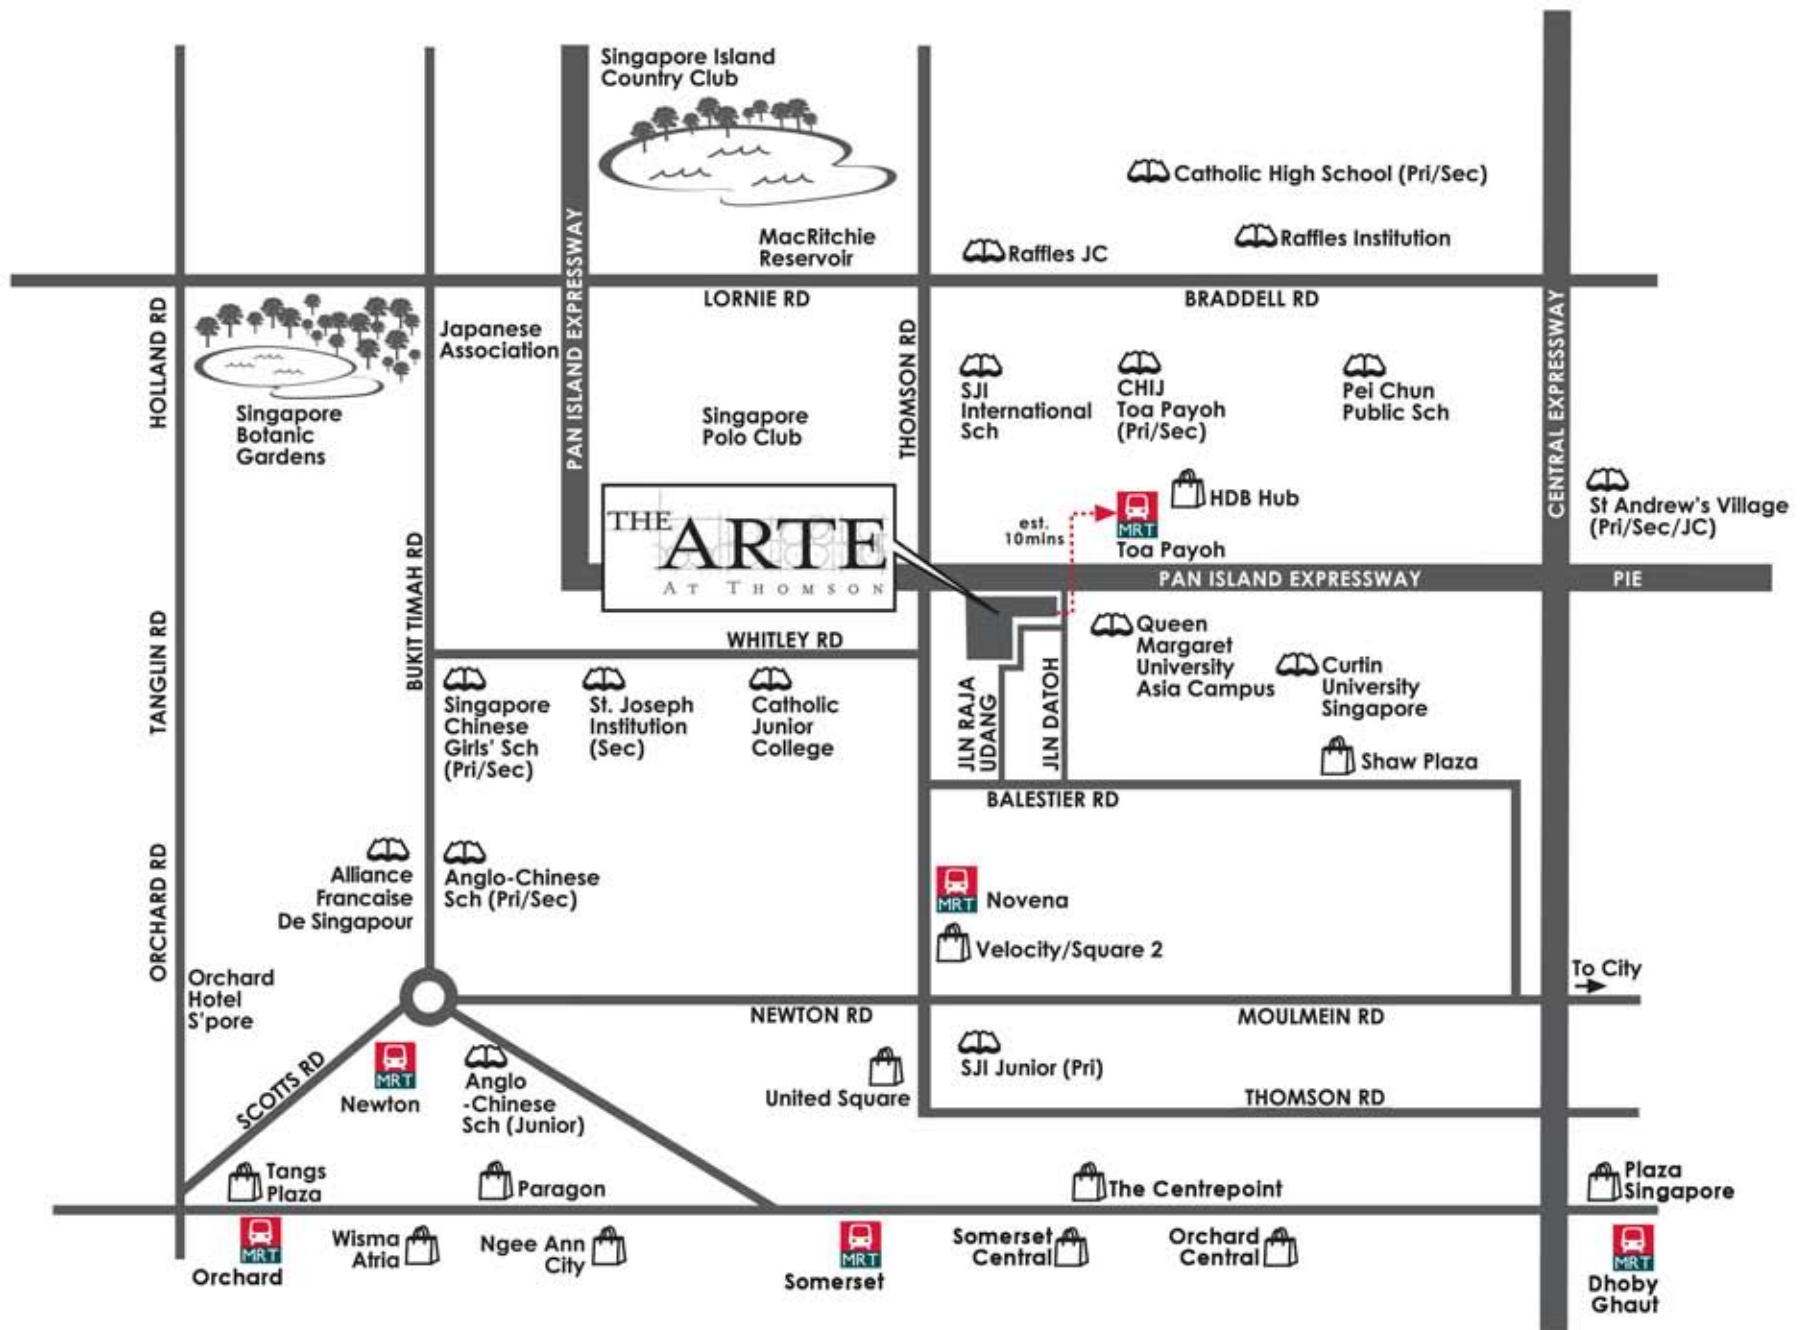 Singapore Island
Country Club
Catholic High School (Pri/Sec)
MacRitchie
Reservoir
Raffles JC
Raffles Institution
PAN ISLAND EXPRESSWAY
LORNIE RD
BRADDELL RD
HOLLAND RD
Japanese
Association
THOMSON RD
CENTRAL EXPRESSWAY
Singapore
Botanic
Gardens
Singapore
Polo Club
SJI
International
Sch
CHIJ
Toa Payoh
(Pri/Sec)
Pei Chun
Public Sch
HDB Hub
St Andrew's Village
(Pri/Sec/JC)
est.
10mins
MRT
Toa Payoh
THE ARTE
AT THOMSON
PAN ISLAND EXPRESSWAY
PIE
BUKIT TIMAH RD
TANGLIN RD
WHITLEY RD
Queen
Margaret
University
Asia Campus
Curtin
University
Singapore
Singapore
Chinese
Girls' Sch
(Pri/Sec)
St. Joseph
Institution
(Sec)
Catholic
Junior
College
JLN RAJA
UDANG
JLN DATOH
Shaw Plaza
BALESTIER RD
ORCHARD RD
Alliance
Francaise
De Singapour
Anglo-Chinese
Sch (Pri/Sec)
MRT
Novena
Velocity/Square 2
To City
Orchard
Hotel
S'pore
NEWTON RD
MOULMEIN RD
SCOTTS RD
MRT
Newton
Anglo
-Chinese
Sch (Junior)
United Square
SJI Junior (Pri)
THOMSON RD
Tangs
Plaza
Paragon
The Centrepoint
Plaza
Singapore
MRT
Orchard
Wisma
Atria
Ngee Ann
City
MRT
Somerset
Somerset
Central
Orchard
Central
MRT
Dhoby
Ghaut